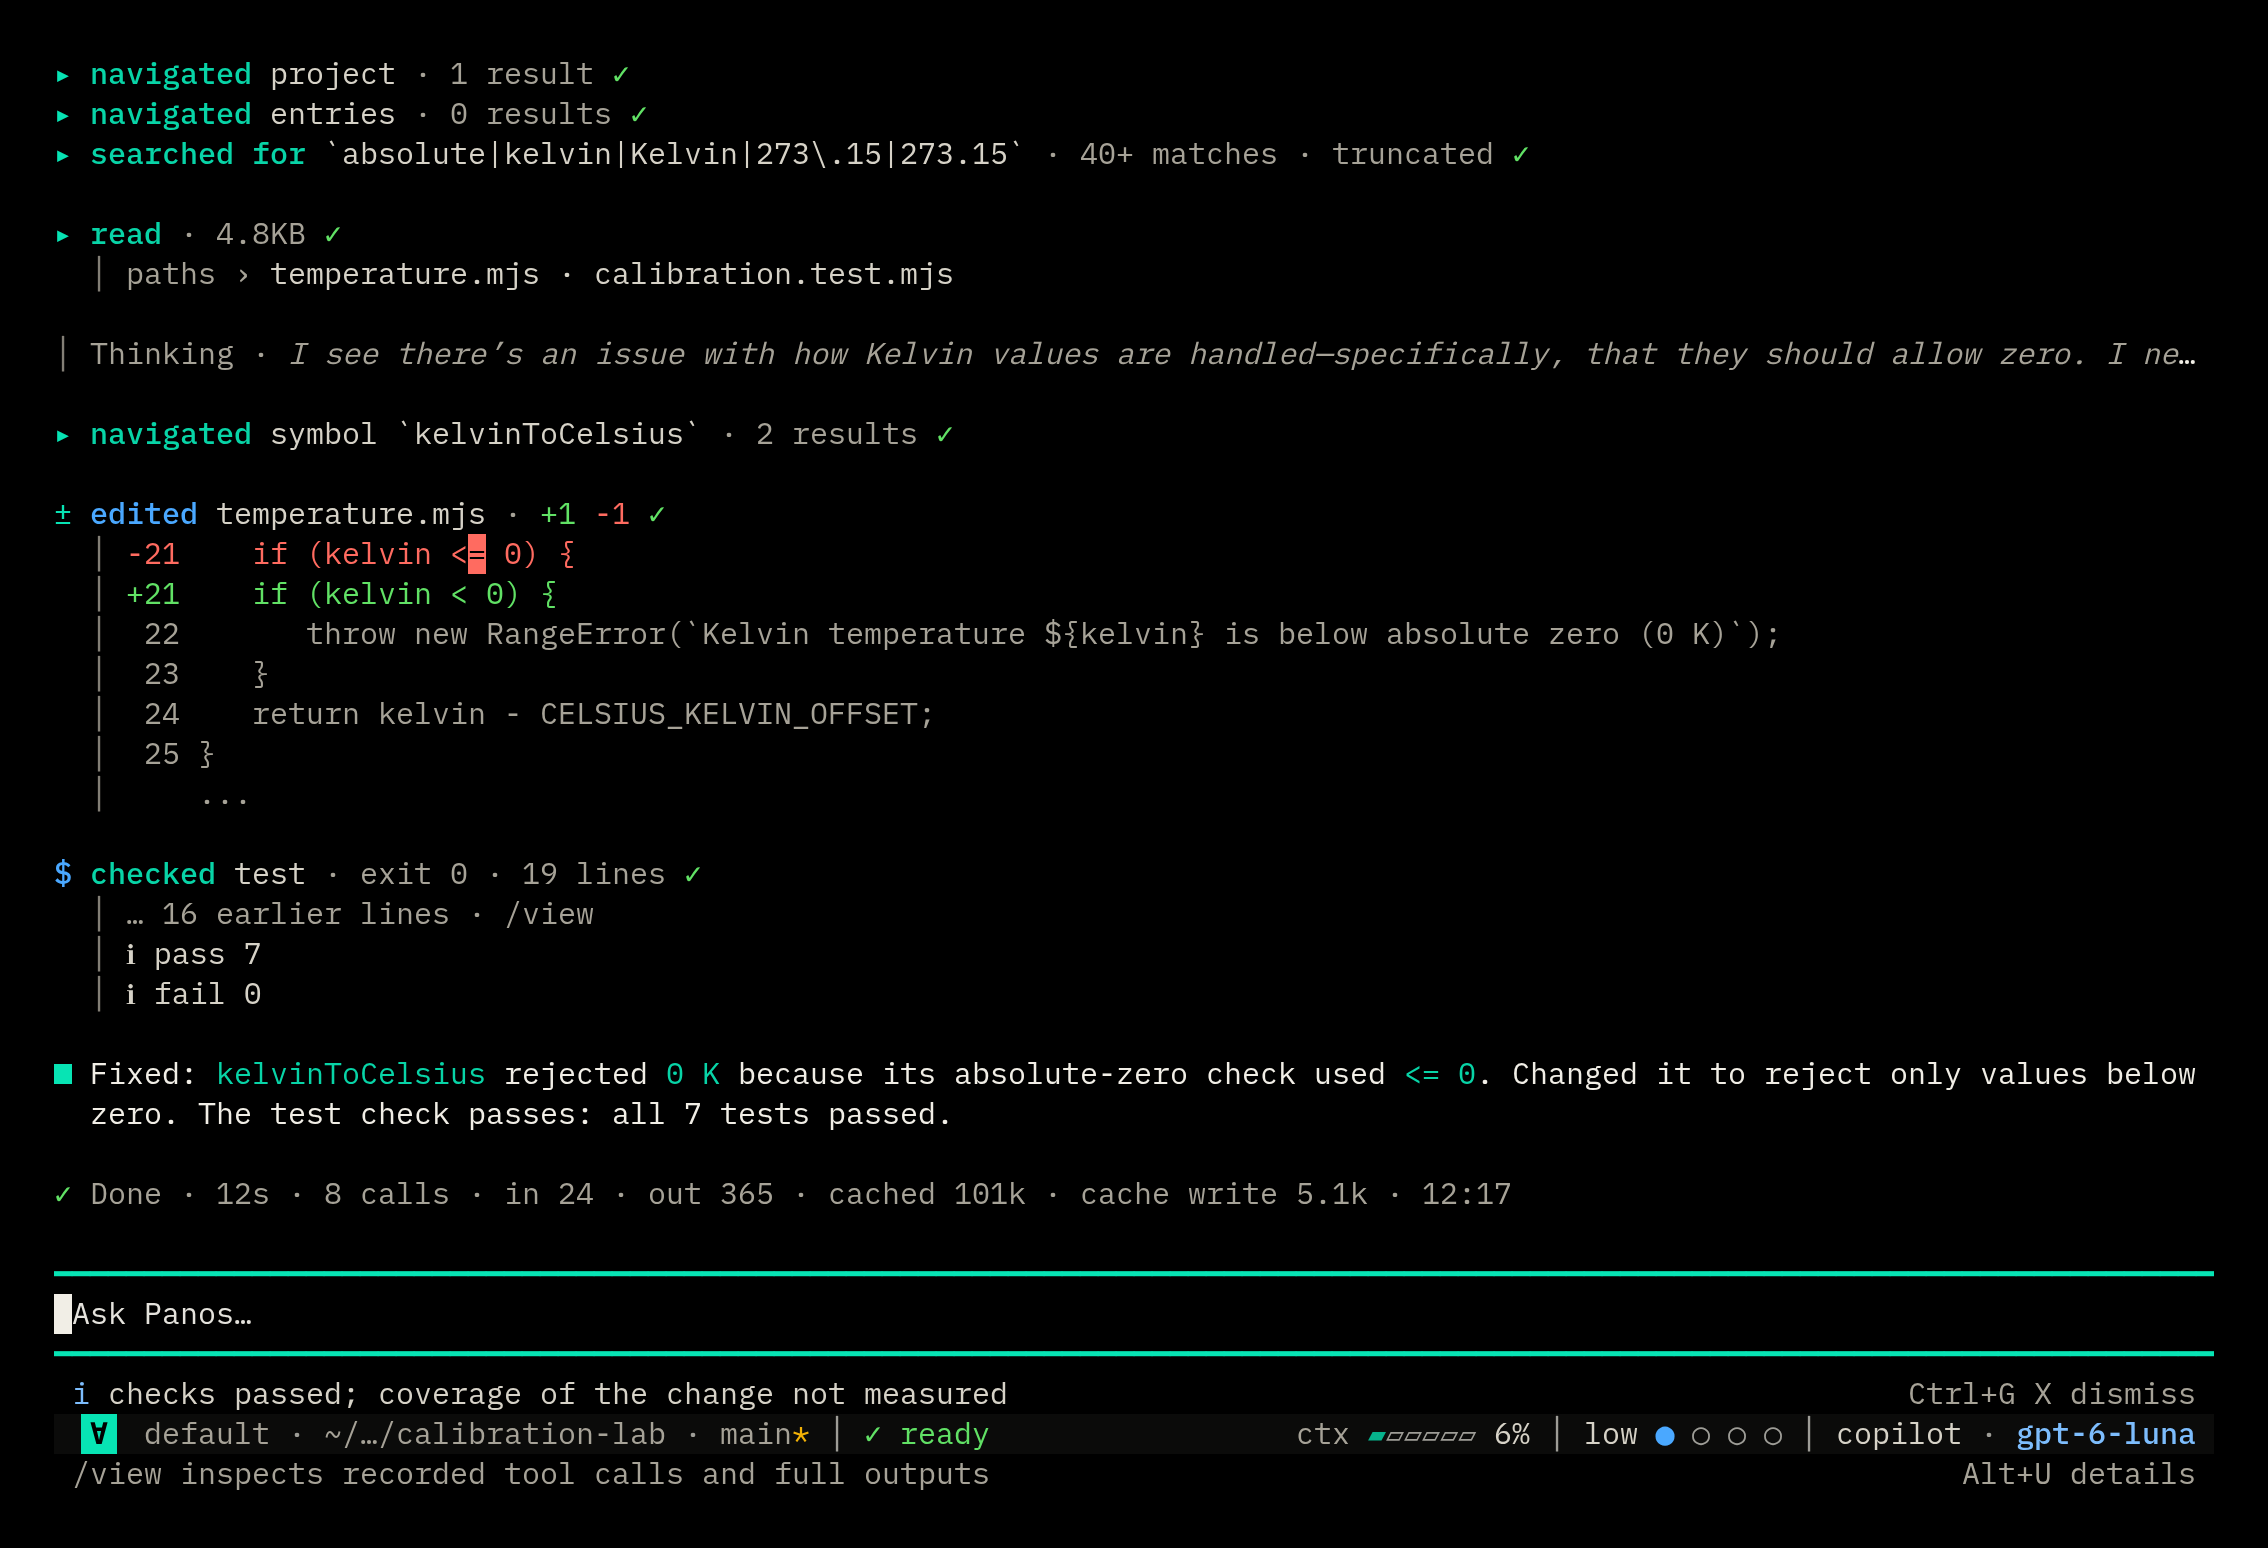 ▸ navigated project · 1 result ✓
▸ navigated entries · 0 results ✓
▸ searched for `absolute|kelvin|Kelvin|273\.15|273.15` · 40+ matches · truncated ✓
▸ read · 4.8KB ✓
│ paths › temperature.mjs · calibration.test.mjs
│ Thinking · I see there’s an issue with how Kelvin values are handled—specifically, that they should allow zero. I ne…
▸ navigated symbol `kelvinToCelsius` · 2 results ✓
± edited temperature.mjs · +1 -1 ✓
│ -21    if (kelvin <= 0) {
│ +21    if (kelvin < 0) {
│  22       throw new RangeError(`Kelvin temperature ${kelvin} is below absolute zero (0 K)`);
│  23    }
│  24    return kelvin - CELSIUS_KELVIN_OFFSET;
│  25 }
│     ...
$ checked test · exit 0 · 19 lines ✓
│ … 16 earlier lines · /view
│ ℹ pass 7
│ ℹ fail 0
■ Fixed: kelvinToCelsius rejected 0 K because its absolute-zero check used <= 0. Changed it to reject only values below
zero. The test check passes: all 7 tests passed.
✓ Done · 12s · 8 calls · in 24 · out 365 · cached 101k · cache write 5.1k · 12:17
Ask Panos…
i checks passed; coverage of the change not measured Ctrl+G X dismiss
∀ default · ~/…/calibration-lab · main* │ ✓ ready ctx ▰▱▱▱▱▱ 6% │ low ● ○ ○ ○ │ copilot · gpt-6-luna
/view inspects recorded tool calls and full outputs Alt+U details